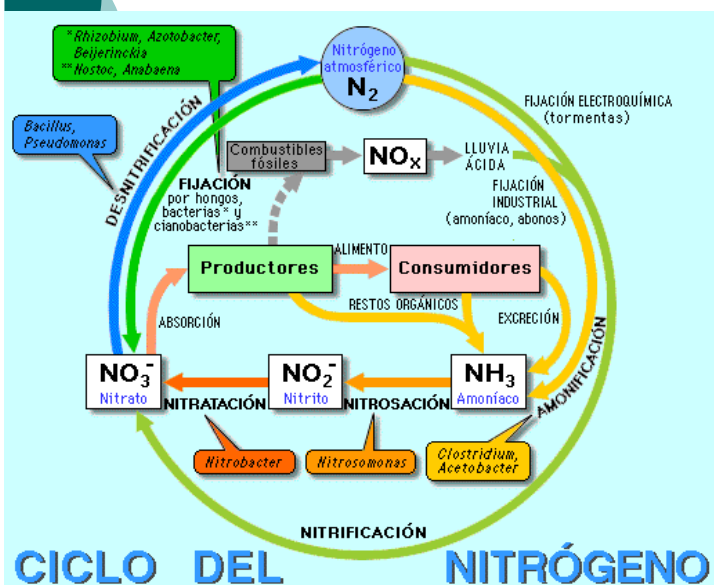 *Rhizobium, Azotobacter,
Beijerinckia
**Nostoc, Anabaena
Nitrógeno
atmosférico
N2
FIJACIÓN ELECTROQUÍMICA
(tormentas)
Bacillus,
Pseudomonas
DESNITRIFICACIÓN
Combustibles
fósiles
NOX
LLUVIA
ÁCIDA
FIJACIÓN
por hongos,
bacterias* y
cianobacterias**
FIJACIÓN
INDUSTRIAL
(amoníaco, abonos)
Productores
ALIMENTO
Consumidores
RESTOS ORGÁNICOS
ABSORCIÓN
EXCRECIÓN
NO3-
Nitrato
NITRATACIÓN
NO2-
Nitrito
NITROSACIÓN
NH3
Amoníaco
AMONIFICACIÓN
Nitrobacter
Nitrosomonas
Clostridium,
Acetobacter
NITRIFICACIÓN
CICLO DEL NITRÓGENO